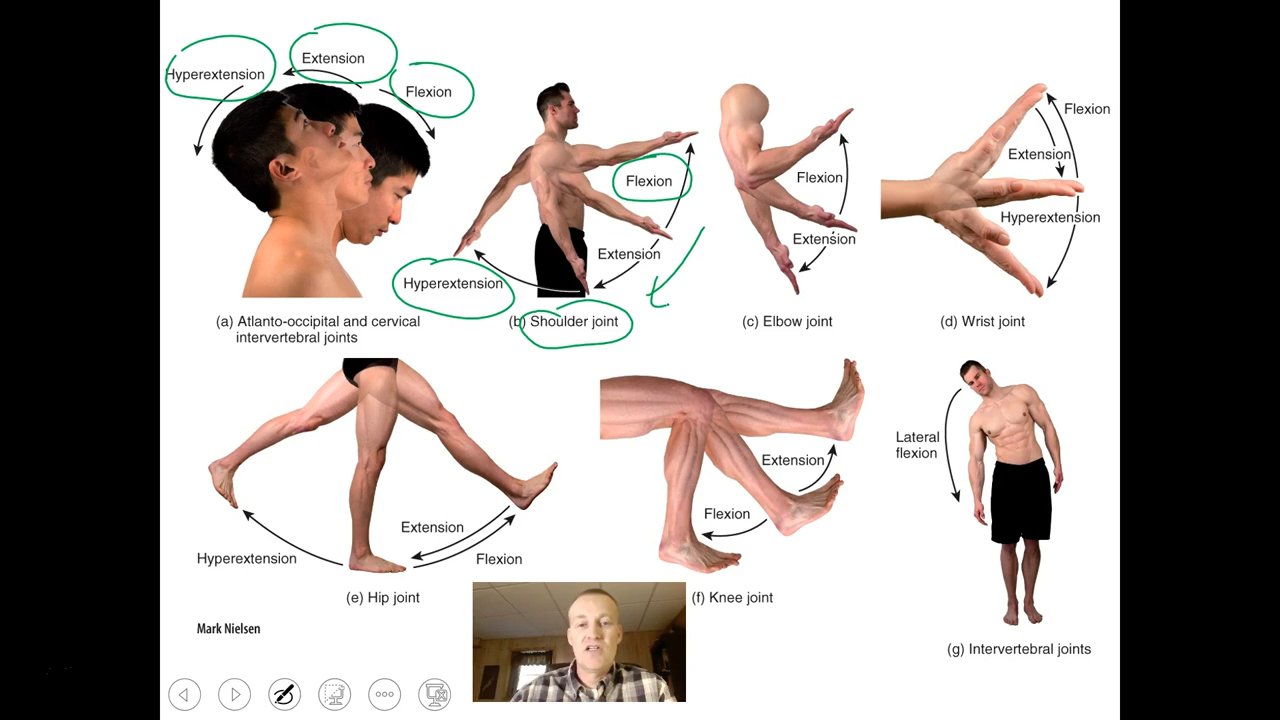 Hyperextension
Extension
Flexion
Flexion
Extension
Hyperextension
(a) Atlanto-occipital and cervical
intervertebral joints
(b) Shoulder joint
Flexion
Extension
(c) Elbow joint
Flexion
Extension
Hyperextension
(d) Wrist joint
Hyperextension
Extension
Flexion
(e) Hip joint
Extension
Flexion
(f) Knee joint
Lateral
flexion
(g) Intervertebral joints
Mark Nielsen